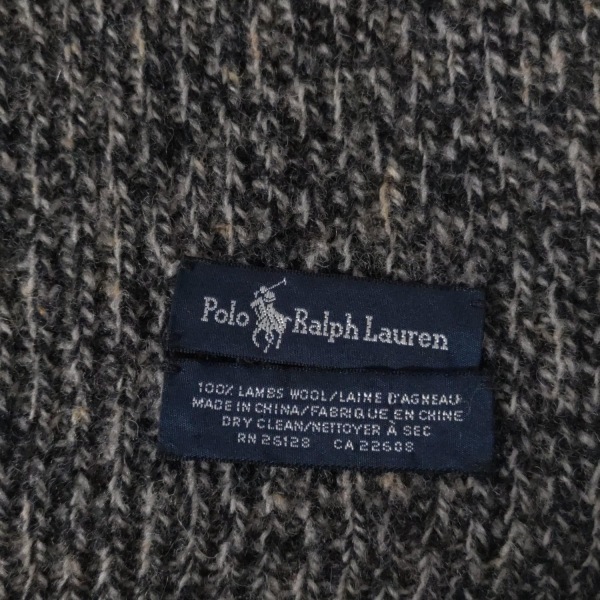 Polo Ralph Lauren
100% LAMBS WOOL/LAINE D'AGNEAU
MADE IN CHINA/FABRIQUE EN CHINE
DRY CLEAN/NETTOYER À SEC
RN 26128 CA 22688